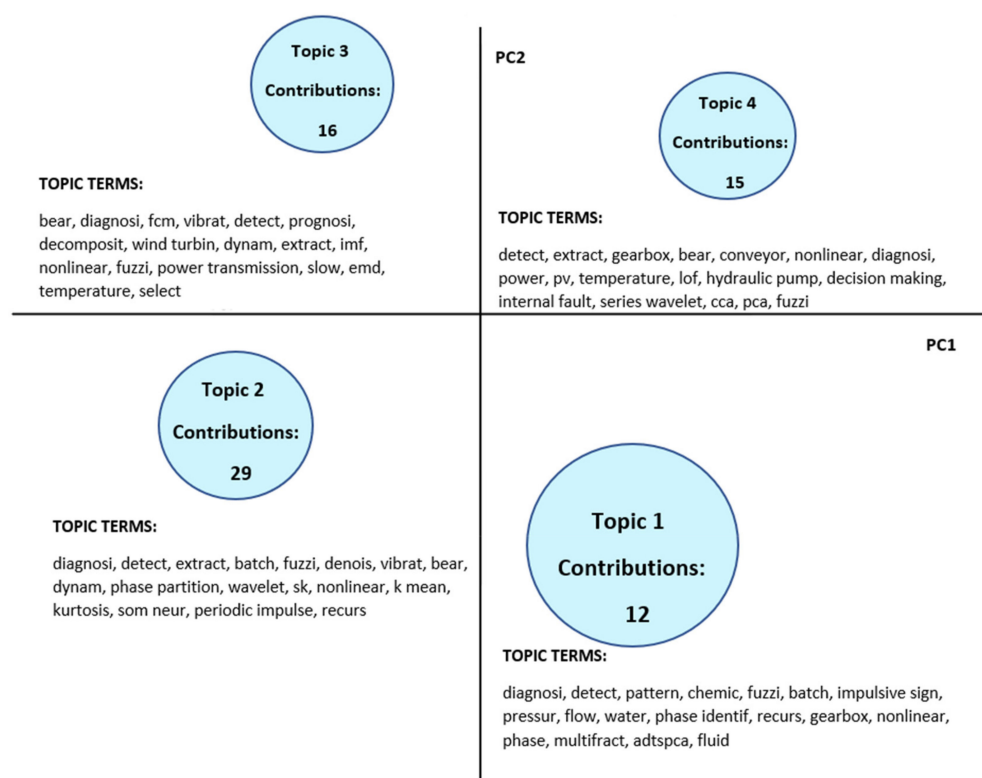 Topic 3
Contributions:
16
TOPIC TERMS:
bear, diagnosi, fcm, vibrat, detect, prognosi,
decomposit, wind turbin, dynam, extract, imf,
nonlinear, fuzzi, power transmission, slow, emd,
temperature, select
PC2
Topic 4
Contributions:
15
TOPIC TERMS:
detect, extract, gearbox, bear, conveyor, nonlinear, diagnosi,
power, pv, temperature, lof, hydraulic pump, decision making,
internal fault, series wavelet, cca, pca, fuzzi
Topic 2
Contributions:
29
TOPIC TERMS:
diagnosi, detect, extract, batch, fuzzi, denois, vibrat, bear,
dynam, phase partition, wavelet, sk, nonlinear, k mean,
kurtosis, som neur, periodic impulse, recurs
PC1
Topic 1
Contributions:
12
TOPIC TERMS:
diagnosi, detect, pattern, chemic, fuzzi, batch, impulsive sign,
pressur, flow, water, phase identif, recurs, gearbox, nonlinear,
phase, multifract, adtspca, fluid